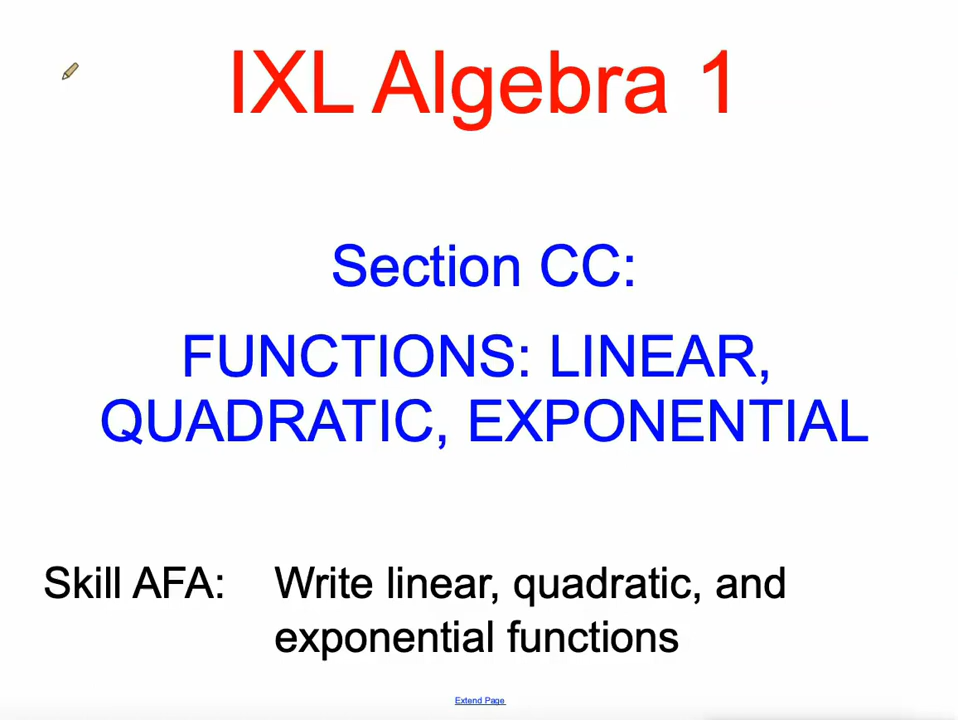 IXL Algebra 1
Section CC:
FUNCTIONS: LINEAR,
QUADRATIC, EXPONENTIAL
Skill AFA: Write linear, quadratic, and
exponential functions
Extend Page